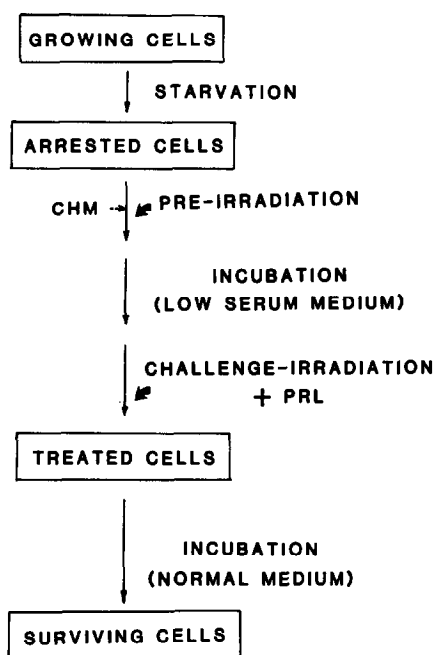 GROWING CELLS
STARVATION
ARRESTED CELLS
CHM
PRE-IRRADIATION
INCUBATION
(LOW SERUM MEDIUM)
CHALLENGE-IRRADIATION
+ PRL
TREATED CELLS
INCUBATION
(NORMAL MEDIUM)
SURVIVING CELLS